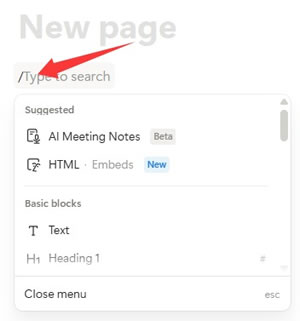 New page
/Type to search
Suggested
AI Meeting Notes Beta
HTML · Embeds New
Basic blocks
T Text
H1 Heading 1 #
Close menu esc